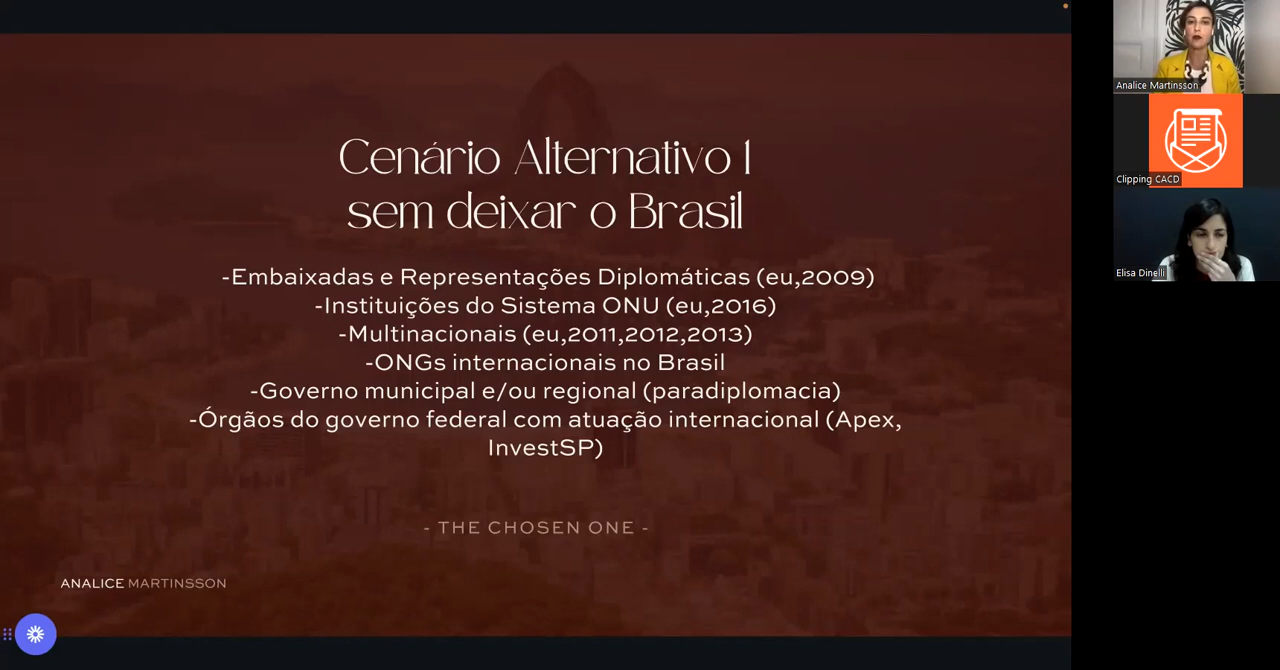 Cenário Alternativo 1
sem deixar o Brasil
-Embaixadas e Representações Diplomáticas (eu,2009)
-Instituições do Sistema ONU (eu,2016)
-Multinacionais (eu,2011,2012,2013)
-ONGs internacionais no Brasil
-Governo municipal e/ou regional (paradiplomacia)
-Órgãos do governo federal com atuação internacional (Apex,
InvestSP)
- THE CHOSEN ONE -
ANALICE MARTINSSON
Analice Martinsson
Clipping CACD
Elisa Dinelli